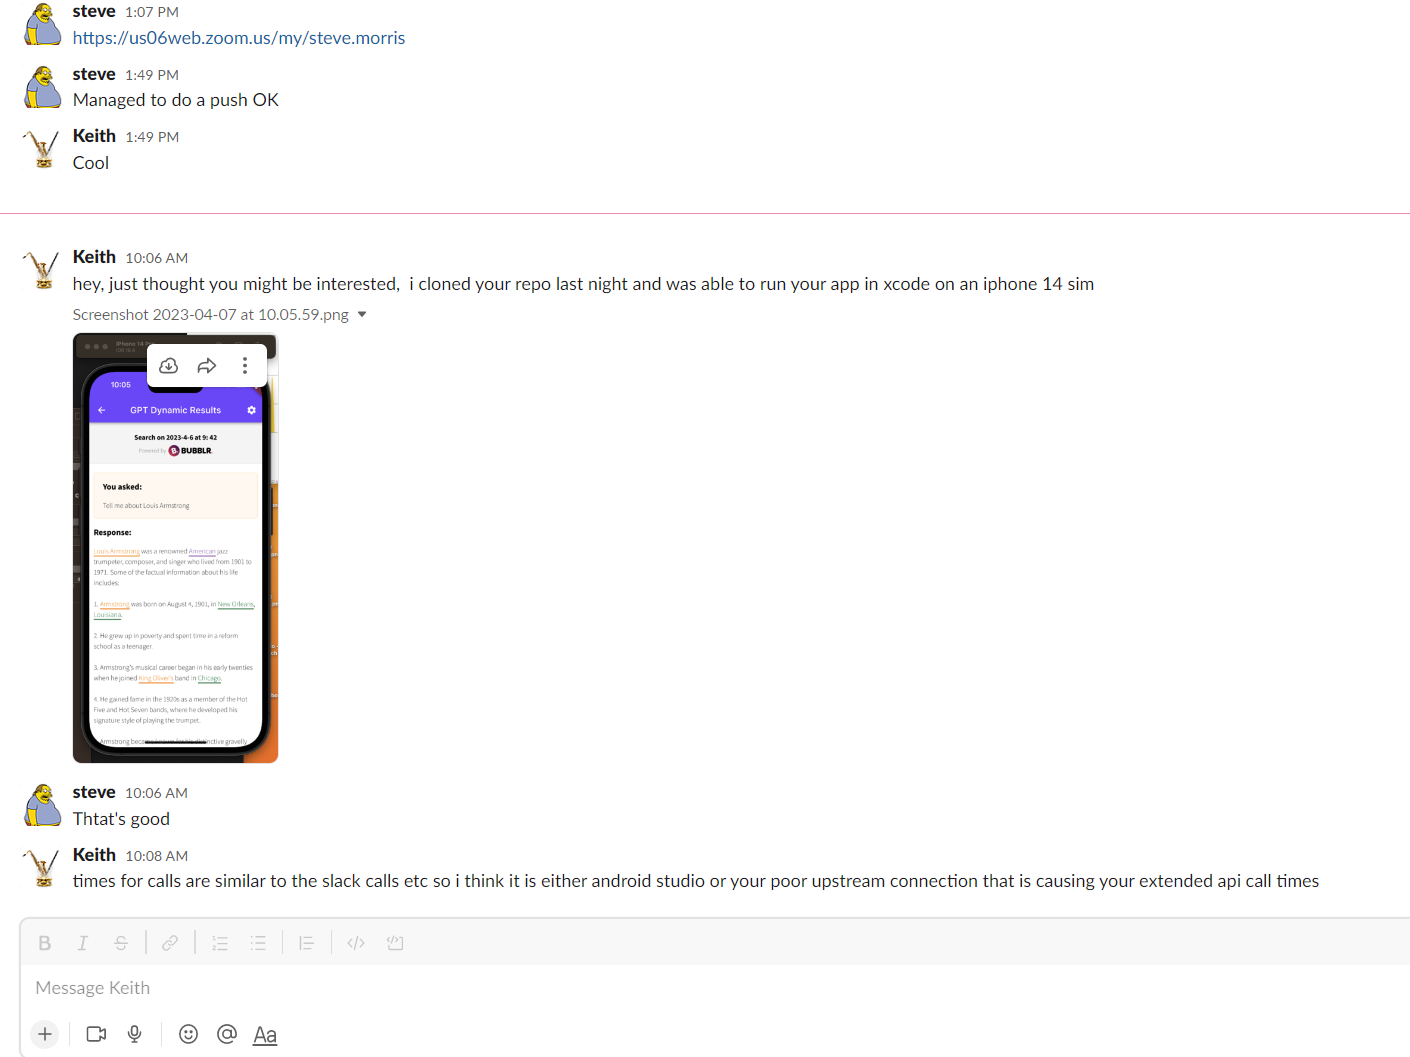 steve 1:07 PM
https://us06web.zoom.us/my/steve.morris
steve 1:49 PM
Managed to do a push OK
Keith 1:49 PM
Cool
Keith 10:06 AM
hey, just thought you might be interested, i cloned your repo last night and was able to run your app in xcode on an iphone 14 sim
Screenshot 2023-04-07 at 10.05.59.png
iPhone 14 Pro
10:05
GPT Dynamic Results
Search on 2023-4-6 at 9: 42
Powered by BUBBLR
You asked:
Tell me about Louis Armstrong
Response:
Louis Armstrong was a renowned American jazz
trumpeter, composer, and singer who lived from 1901 to
1971. Some of the factual information about his life
includes:
1. Armstrong was born on August 4, 1901, in New Orleans,
Louisiana.
2. He grew up in poverty and spent time in a reform
school as a teenager.
3. Armstrong's musical career began in his early twenties
when he joined King Oliver's band in Chicago.
4. He gained fame in the 1920s as a member of the Hot
Five and Hot Seven bands, where he developed his
signature style of playing the trumpet.
Armstrong became known for his distinctive gravelly
steve 10:06 AM
Thtat's good
Keith 10:08 AM
times for calls are similar to the slack calls etc so i think it is either android studio or your poor upstream connection that is causing your extended api call times
B I S
Message Keith
Aa